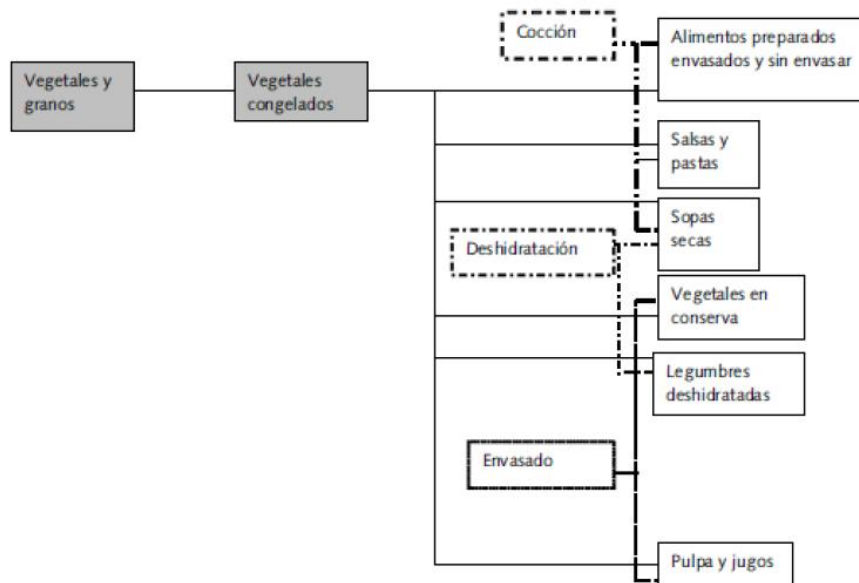 Cocción
Alimentos preparados
envasados y sin envasar
Vegetales y
granos
Vegetales
congelados
Salsas y
pastas
Sopas
secas
Deshidratación
Vegetales en
conserva
Legumbres
deshidratadas
Envasado
Pulpa y jugos